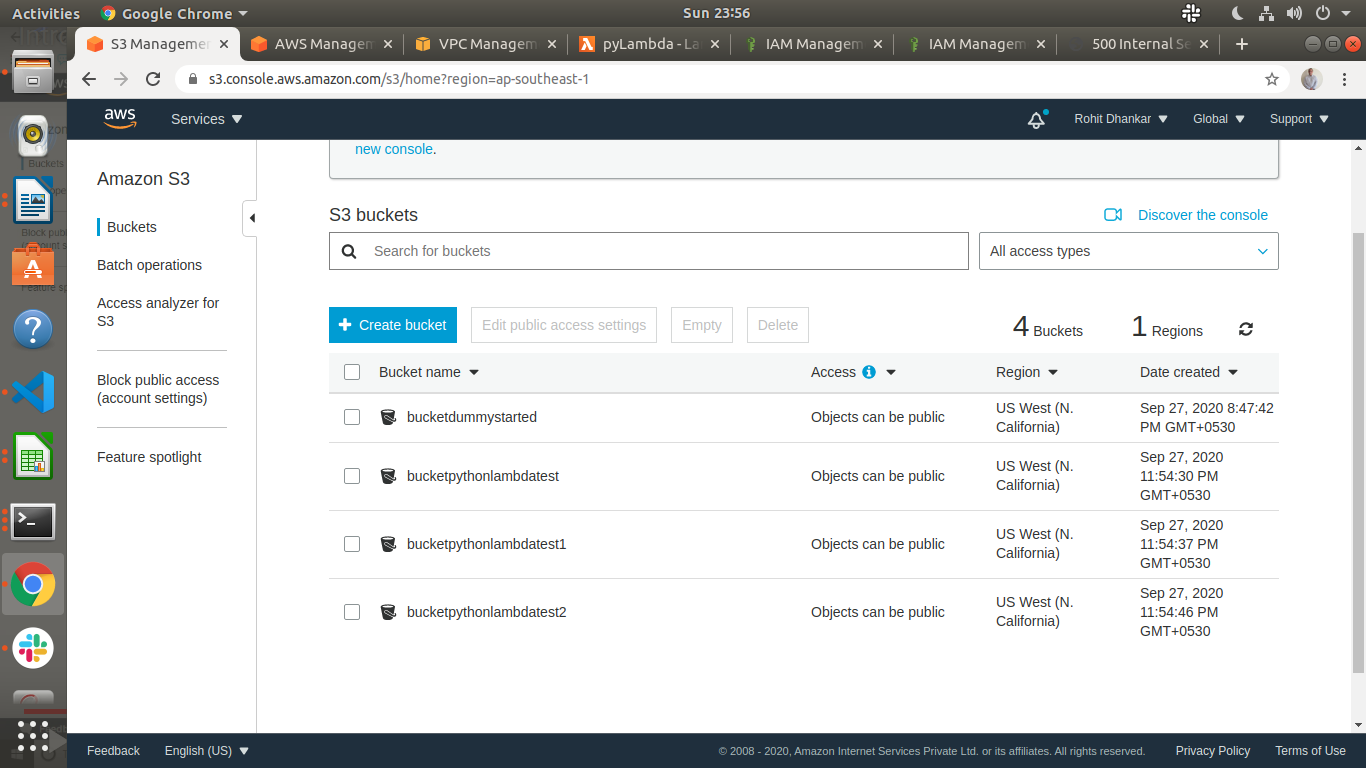 Activities
Google Chrome
Sun 23:56
S3 Manageme
AWS Managem
VPC Managem
pyLambda - La
IAM Managem
IAM Managem
500 Internal Se
s3.console.aws.amazon.com/s3/home?region=ap-southeast-1
aws
Services
Rohit Dhankar
Global
Support
Amazon S3
Buckets
Batch operations
Access analyzer for
S3
Block public access
(account settings)
Feature spotlight
new console.
S3 buckets
Discover the console
Search for buckets
All access types
Create bucket
Edit public access settings
Empty
Delete
4 Buckets
1 Regions
Bucket name
Access
Region
Date created
bucketdummystarted
Objects can be public
US West (N.
California)
Sep 27, 2020 8:47:42
PM GMT+0530
bucketpythonlambdatest
Objects can be public
US West (N.
California)
Sep 27, 2020
11:54:30 PM
GMT+0530
bucketpythonlambdatest1
Objects can be public
US West (N.
California)
Sep 27, 2020
11:54:37 PM
GMT+0530
bucketpythonlambdatest2
Objects can be public
US West (N.
California)
Sep 27, 2020
11:54:46 PM
GMT+0530
Feedback
English (US)
© 2008 - 2020, Amazon Internet Services Private Ltd. or its affiliates. All rights reserved.
Privacy Policy
Terms of Use